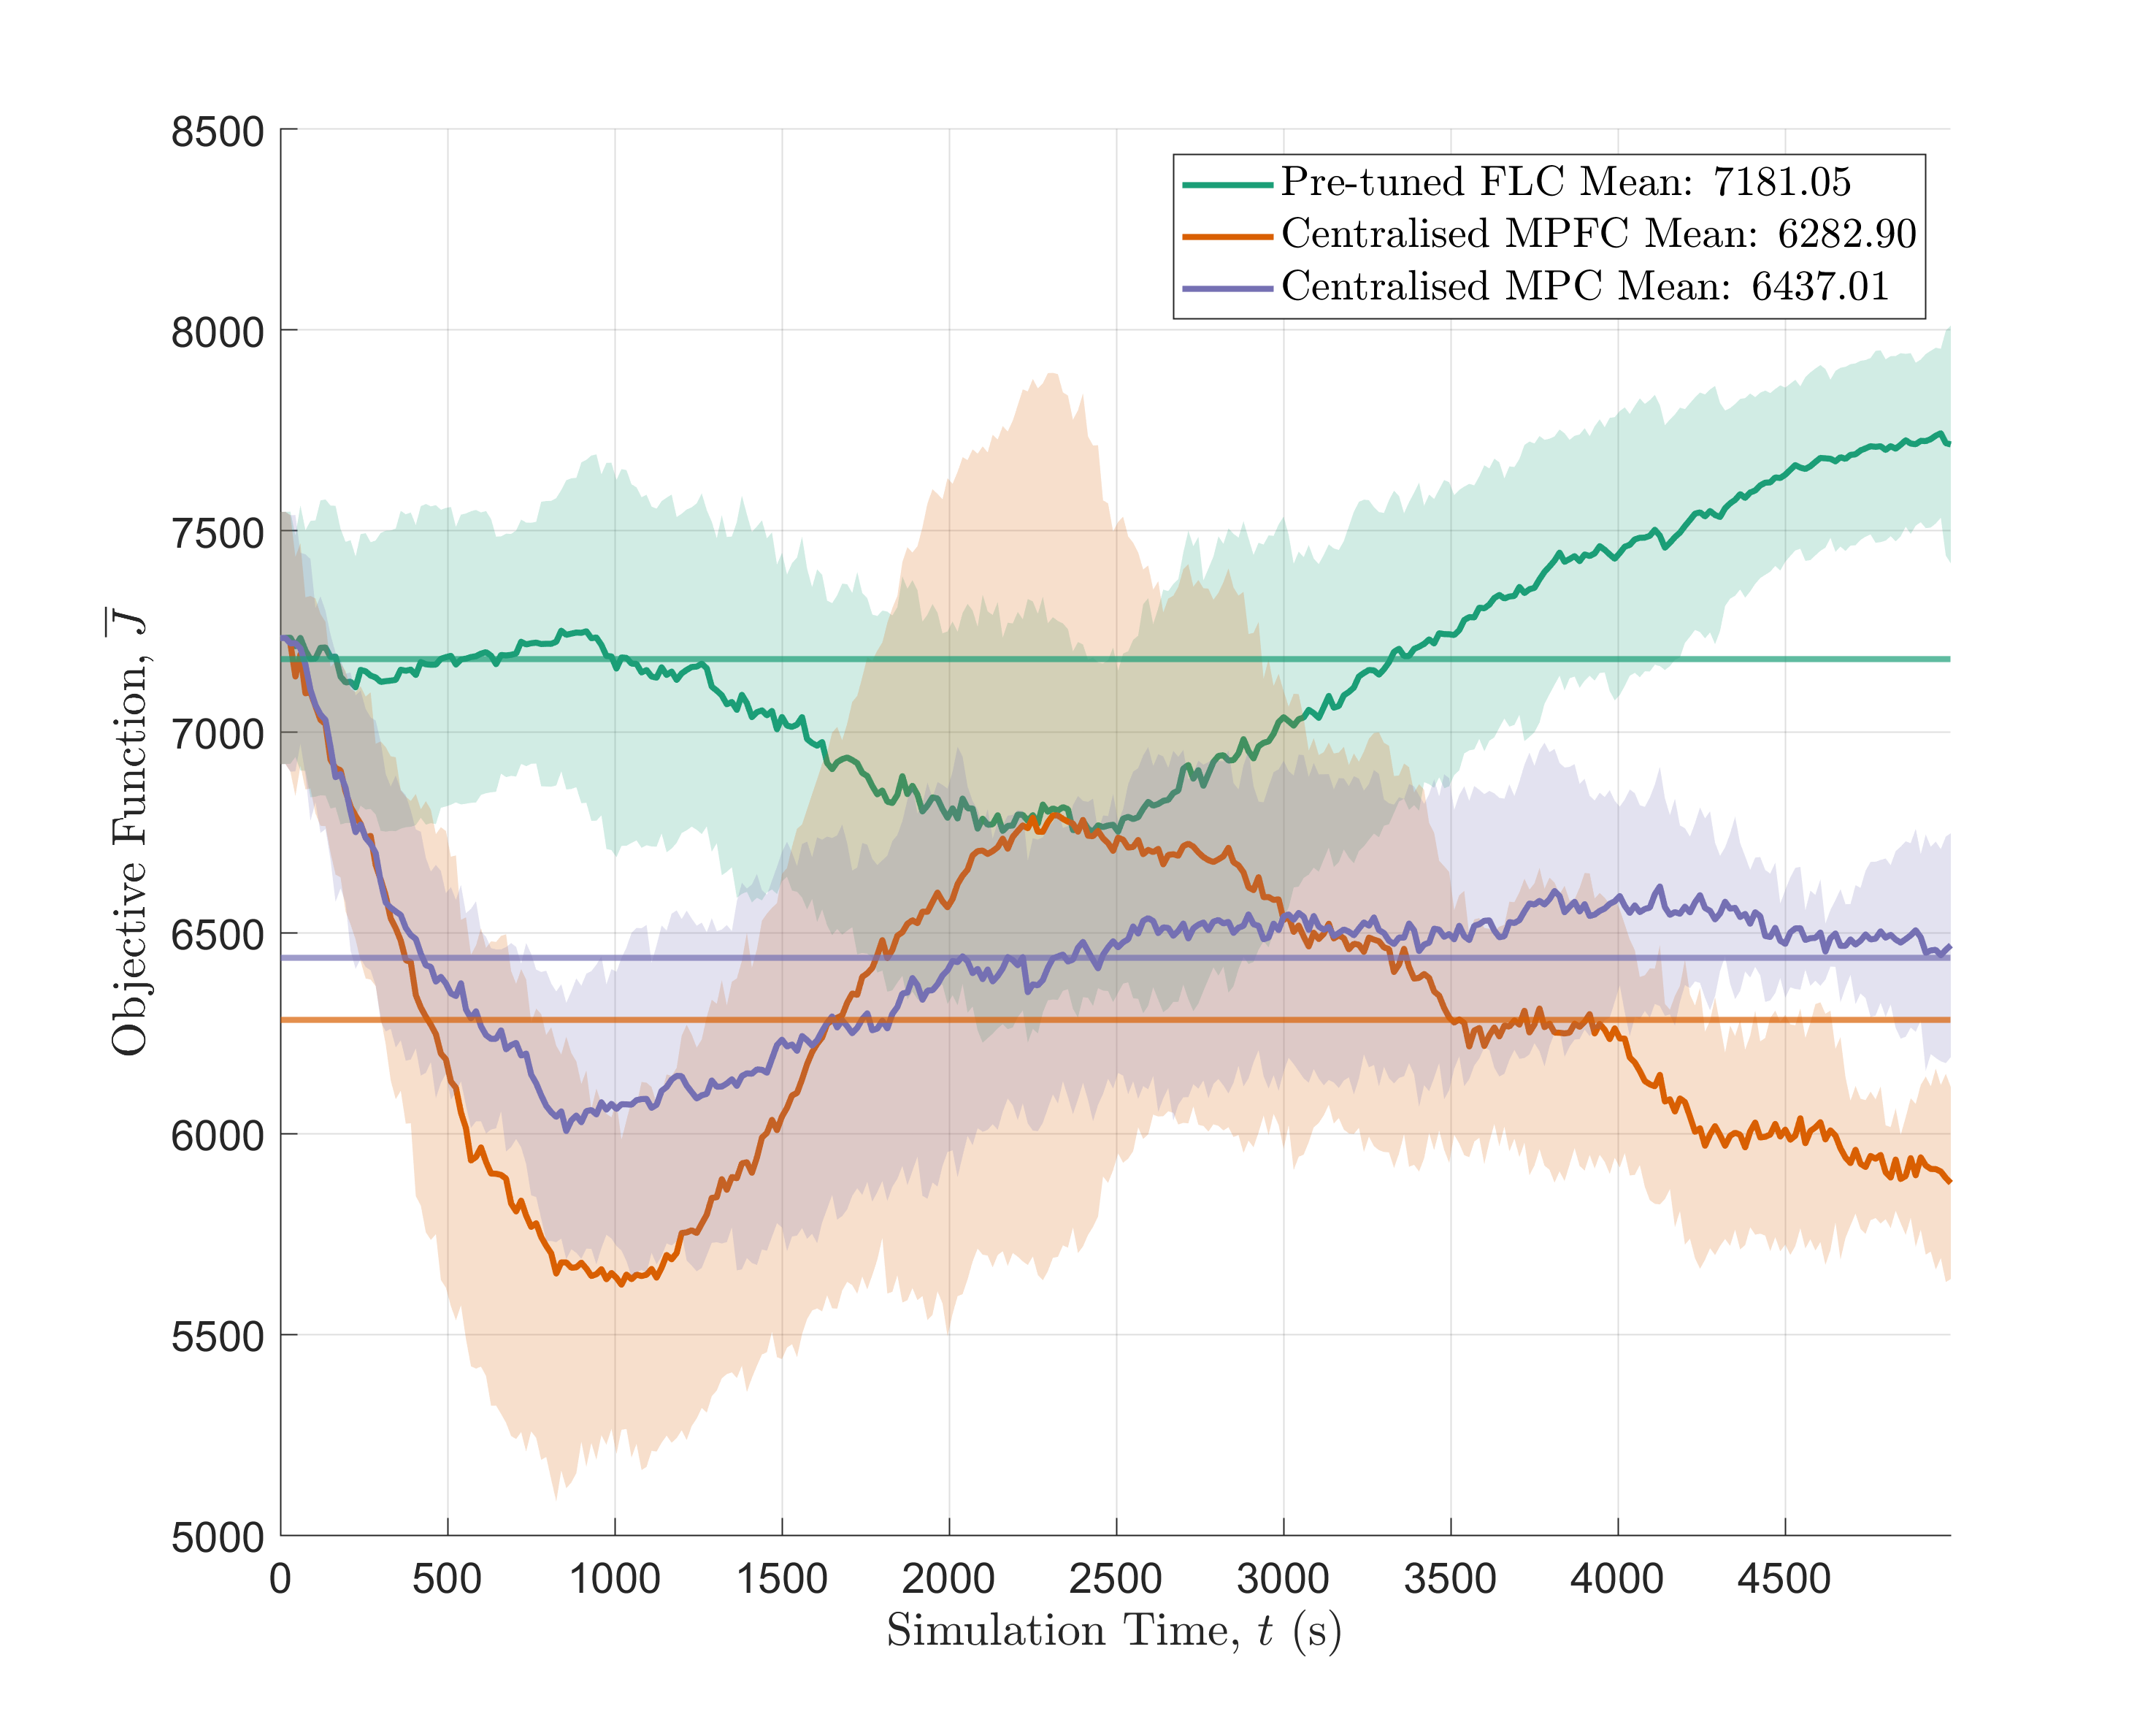 8500
8000
7500
7000
6500
6000
5500
5000
Objective Function, J̅
Pre-tuned FLC Mean: 7181.05
Centralised MPFC Mean: 6282.90
Centralised MPC Mean: 6437.01
0 500 1000 1500 2000 2500 3000 3500 4000 4500
Simulation Time, t (s)